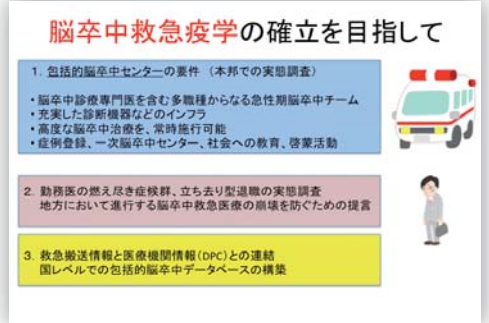 脳卒中救急疫学の確立を目指して
1. 包括的脳卒中センターの要件 (本邦での実態調査)
・脳卒中診療専門医を含む多職種からなる急性期脳卒中チーム
・充実した診断機器などのインフラ
・高度な脳卒中治療を、常時施行可能
・症例登録、一次脳卒中センター、社会への教育、啓蒙活動
2. 勤務医の燃え尽き症候群、立ち去り型退職の実態調査
地方において進行する脳卒中救急医療の崩壊を防ぐための提言
3. 救急搬送情報と医療機関情報(DPC)との連結
国レベルでの包括的脳卒中データベースの構築